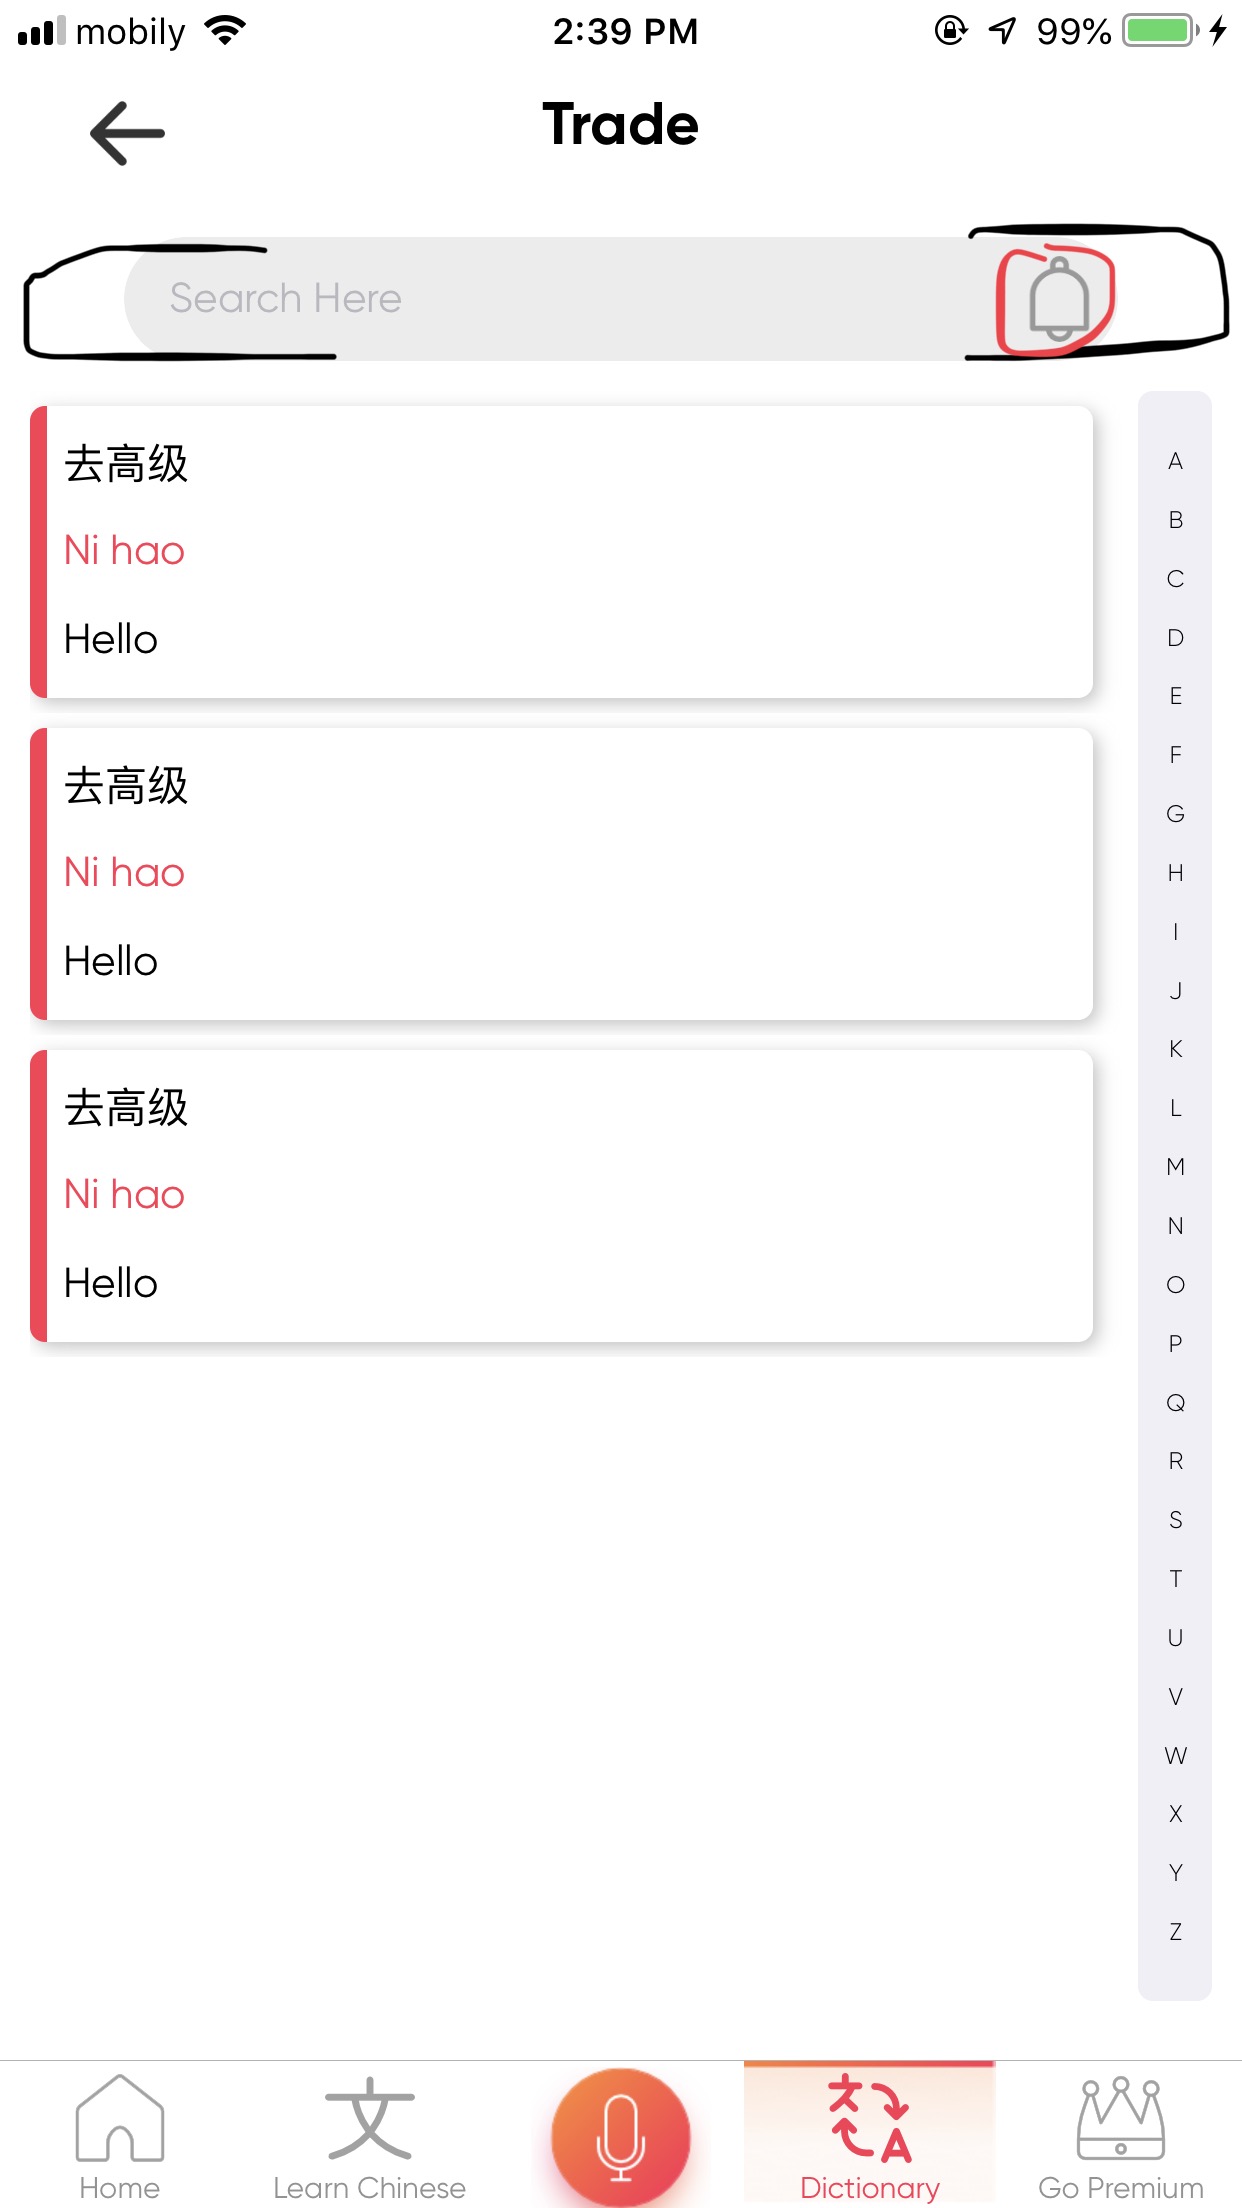 mobily 2:39 PM 99%
Trade
Search Here
去高级
Ni hao
Hello
去高级
Ni hao
Hello
去高级
Ni hao
Hello
A
B
C
D
E
F
G
H
I
J
K
L
M
N
O
P
Q
R
S
T
U
V
W
X
Y
Z
Home Learn Chinese Dictionary Go Premium